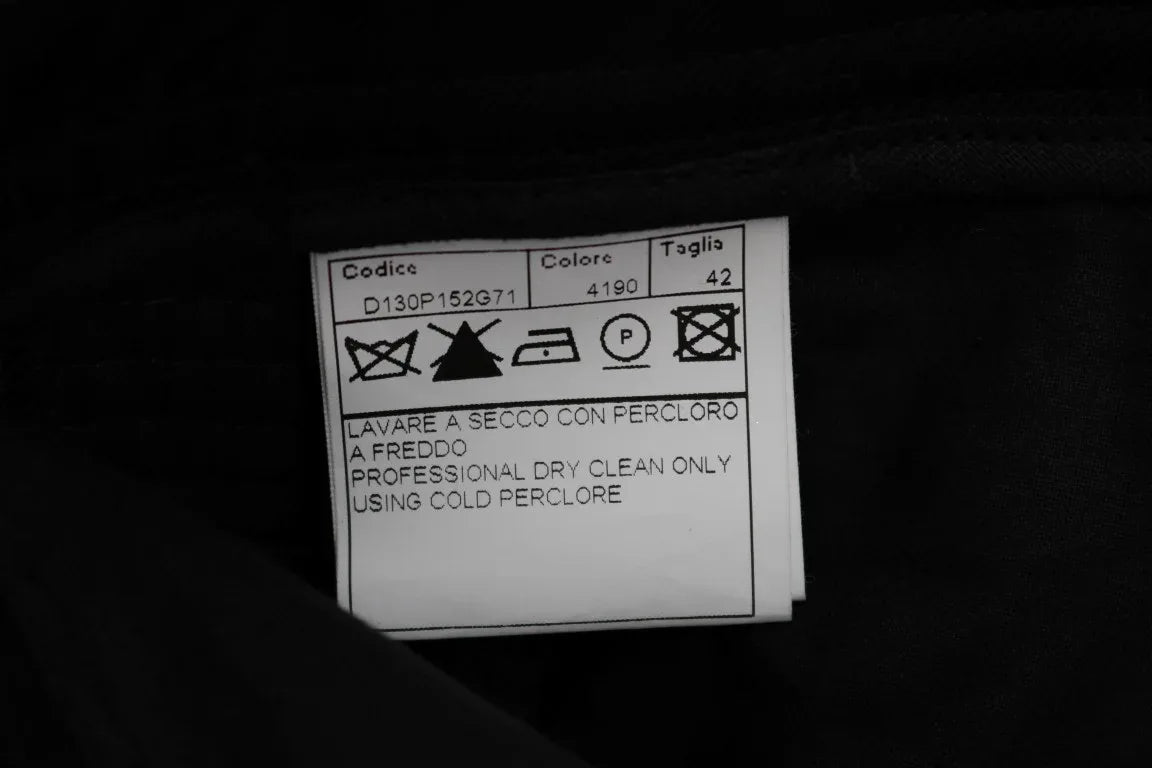 Codice Colore Taglia
D130P152G71 4190 42
P
LAVARE A SECCO CON PERCLORO
A FREDDO
PROFESSIONAL DRY CLEAN ONLY
USING COLD PERCLORE